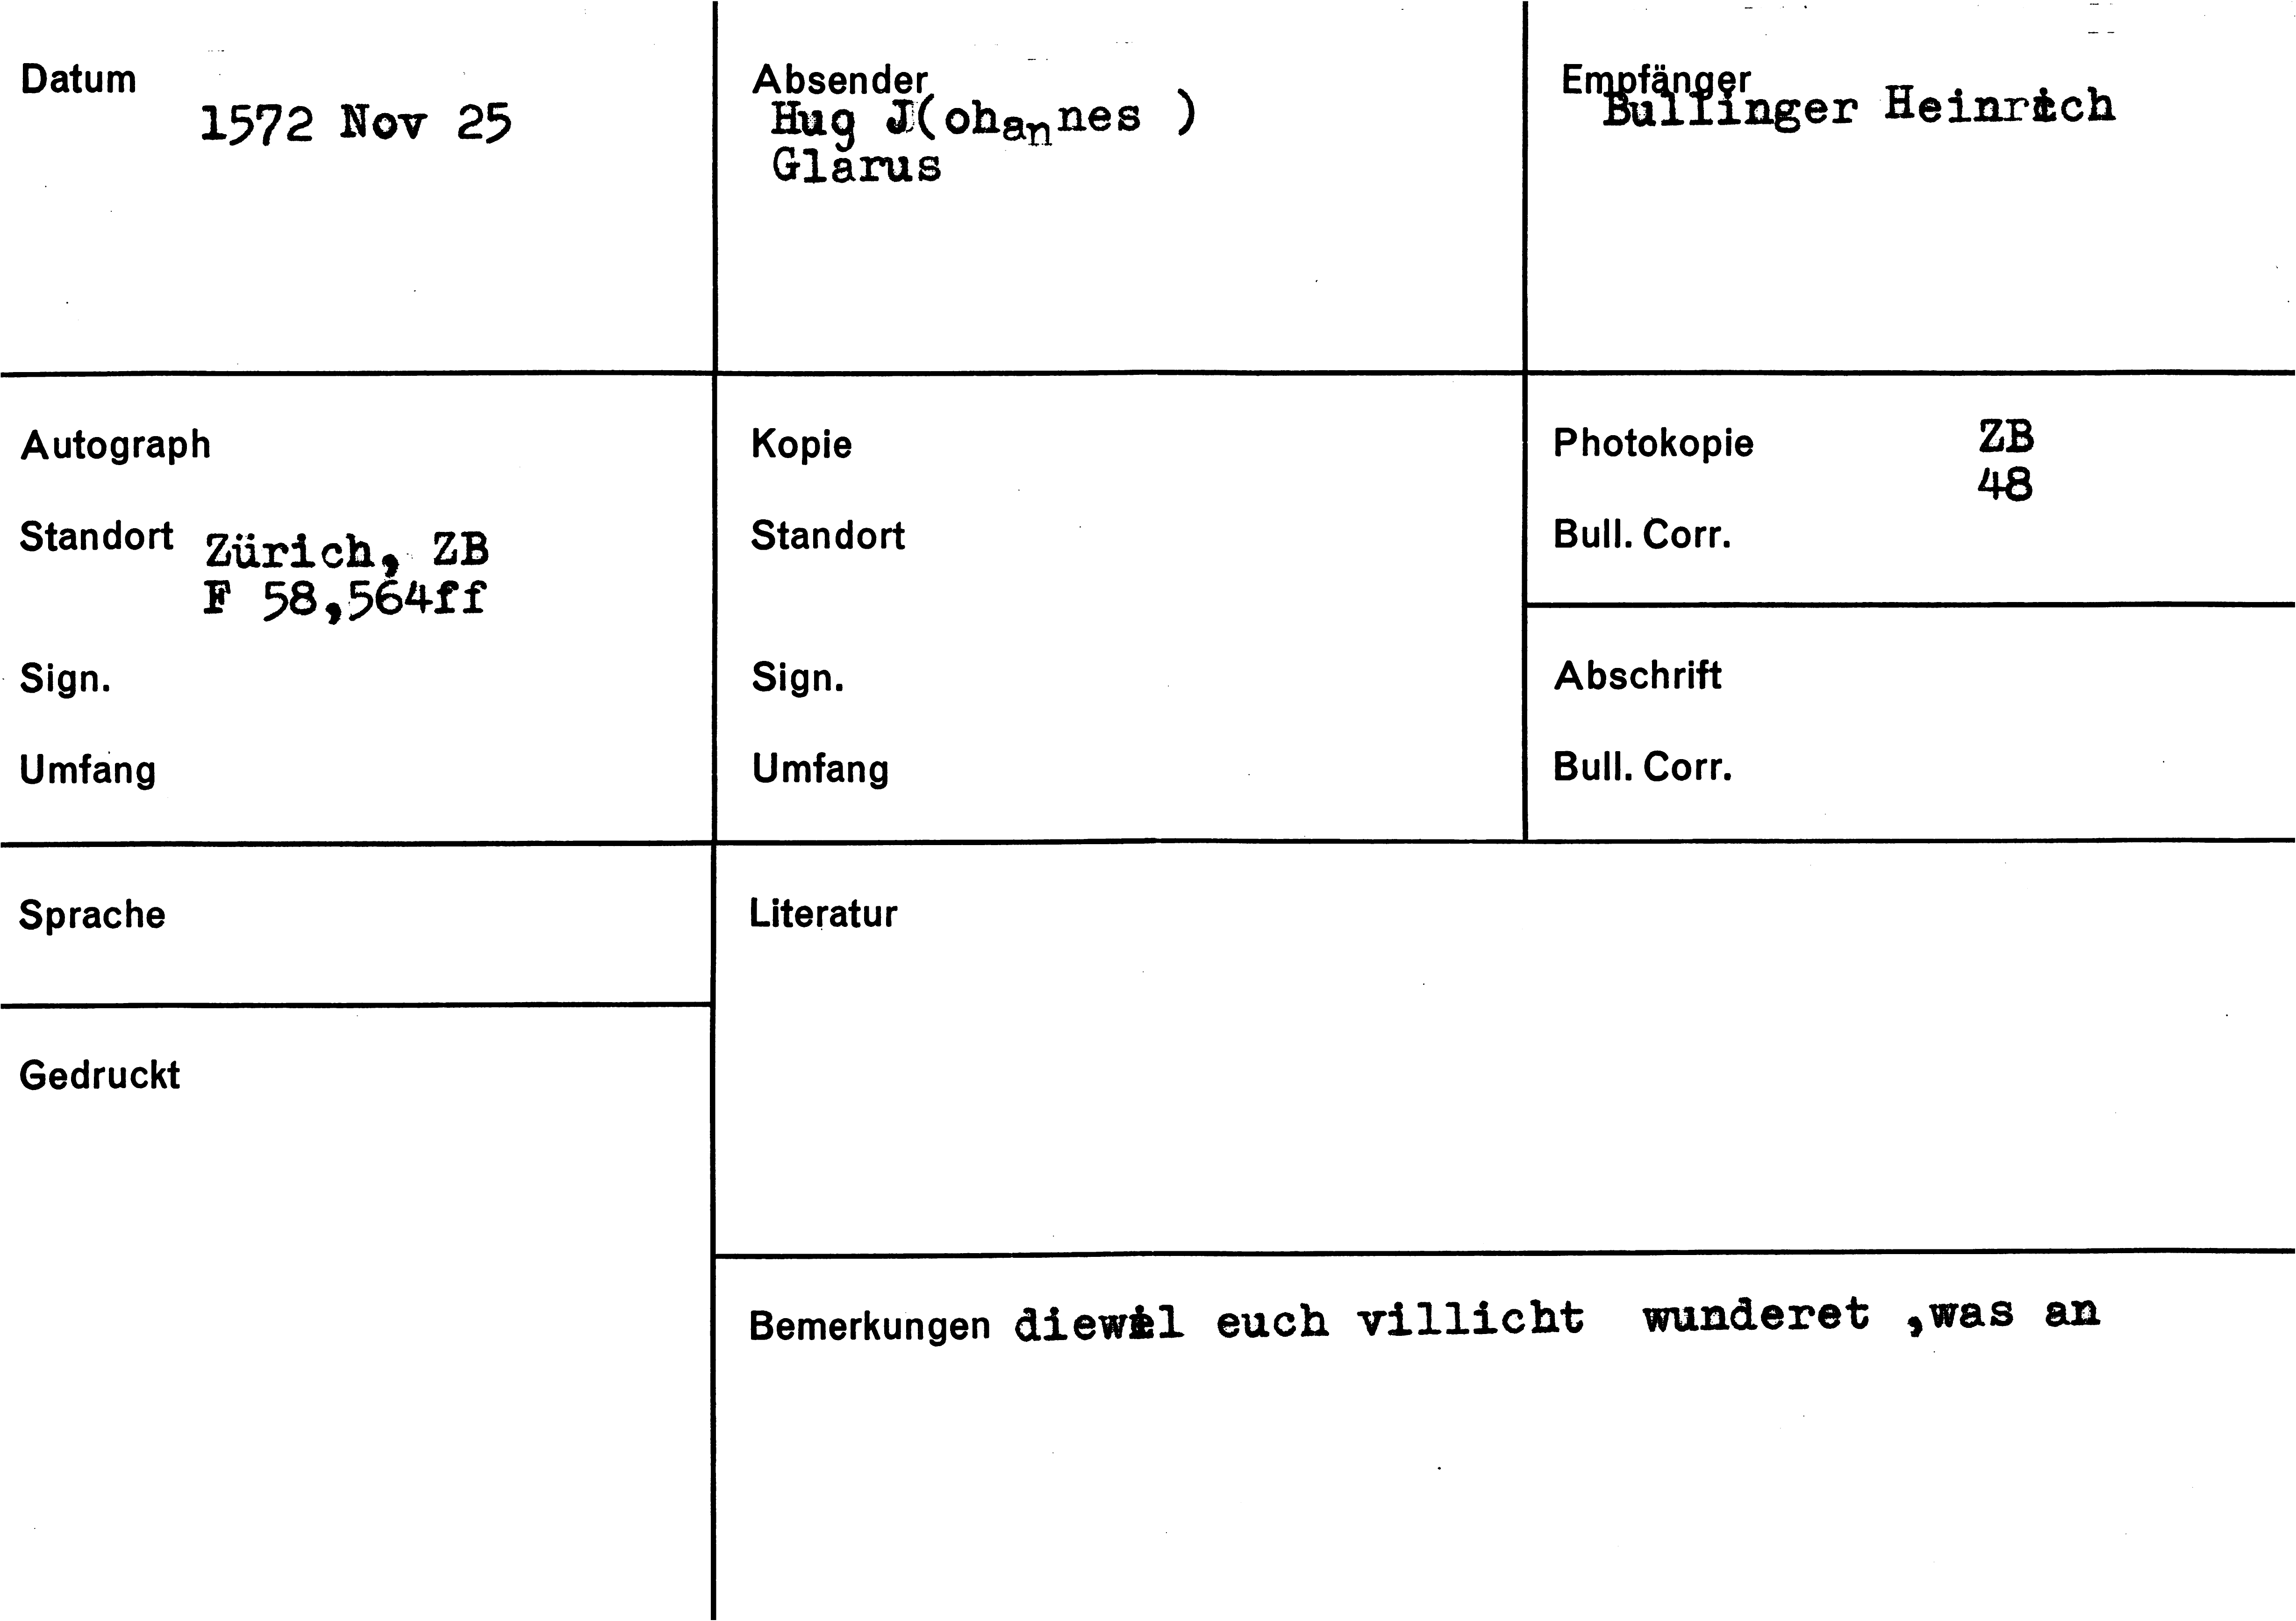 Datum
1572 Nov 25
Absender
Hug J(ohannes )
Glarus
Empfänger
Bullinger Heinrich
Autograph
Standort Zürich, ZB
F 58,564ff
Sign.
Umfang
Kopie
Standort
Sign.
Umfang
Photokopie ZB
48
Bull. Corr.
Abschrift
Bull. Corr.
Sprache
Gedruckt
Literatur
Bemerkungen diewil euch villicht wunderet ,was an